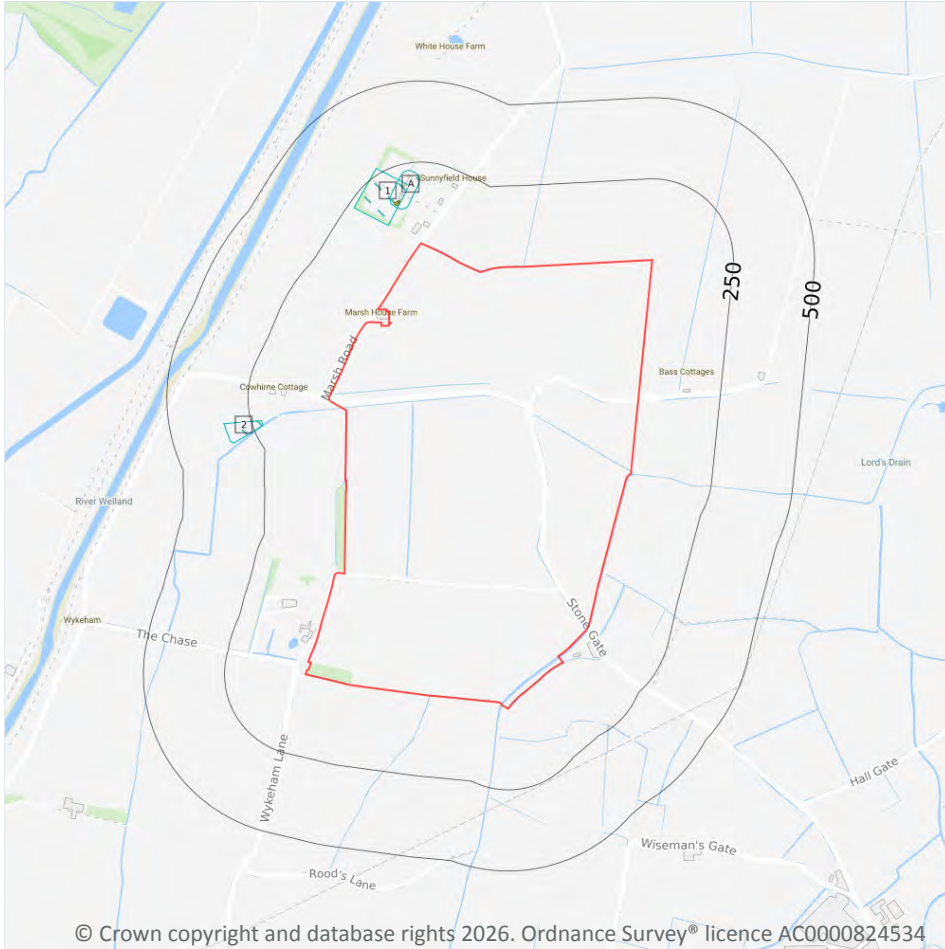 White House Farm
Sunnyfield House
1
A
250
500
Marsh House Farm
Marsh Road
Bass Cottages
Cowhirne Cottage
2
Lord's Drain
River Welland
Stone Gate
Wykeham
The Chase
Wykeham Lane
Hall Gate
Wiseman's Gate
Rood's Lane
© Crown copyright and database rights 2026. Ordnance Survey® licence AC0000824534